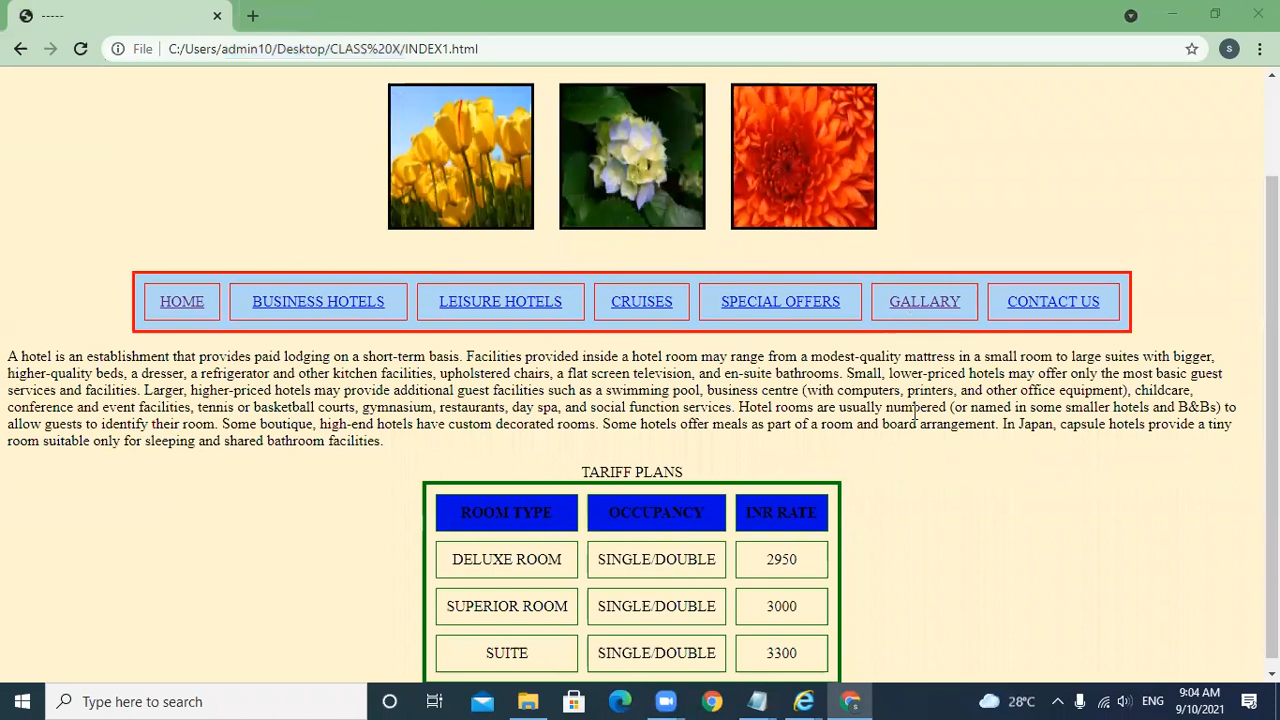 -----
File C:/Users/admin10/Desktop/CLASS%20X/INDEX1.html
S
HOME BUSINESS HOTELS LEISURE HOTELS CRUISES SPECIAL OFFERS GALLARY CONTACT US
A hotel is an establishment that provides paid lodging on a short-term basis. Facilities provided inside a hotel room may range from a modest-quality mattress in a small room to large suites with bigger,
higher-quality beds, a dresser, a refrigerator and other kitchen facilities, upholstered chairs, a flat screen television, and en-suite bathrooms. Small, lower-priced hotels may offer only the most basic guest
services and facilities. Larger, higher-priced hotels may provide additional guest facilities such as a swimming pool, business centre (with computers, printers, and other office equipment), childcare,
conference and event facilities, tennis or basketball courts, gymnasium, restaurants, day spa, and social function services. Hotel rooms are usually numbered (or named in some smaller hotels and B&Bs) to
allow guests to identify their room. Some boutique, high-end hotels have custom decorated rooms. Some hotels offer meals as part of a room and board arrangement. In Japan, capsule hotels provide a tiny
room suitable only for sleeping and shared bathroom facilities.
TARIFF PLANS
ROOM TYPE OCCUPANCY INR RATE
DELUXE ROOM SINGLE/DOUBLE 2950
SUPERIOR ROOM SINGLE/DOUBLE 3000
SUITE SINGLE/DOUBLE 3300
Type here to search
28°C
ENG
9:04 AM
9/10/2021